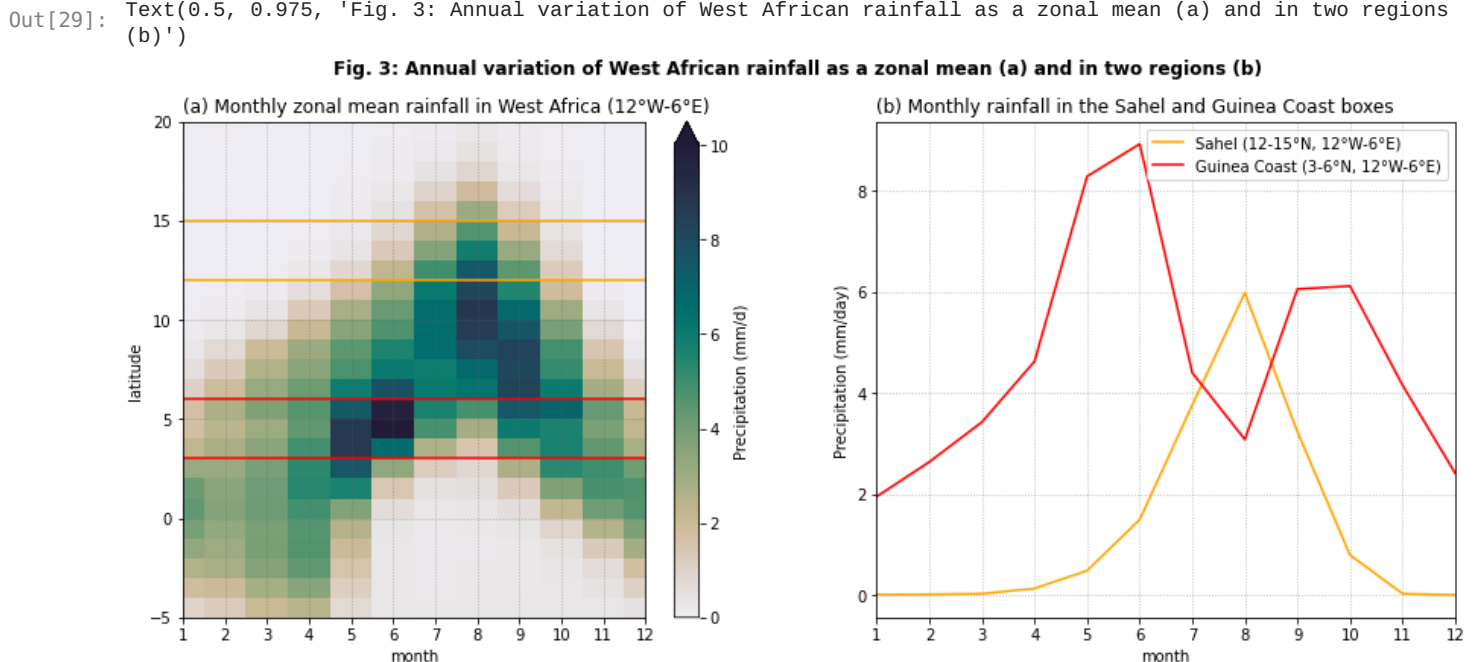 Out[29]:
Text(0.5, 0.975, 'Fig. 3: Annual variation of West African rainfall as a zonal mean (a) and in two regions
(b)')
Fig. 3: Annual variation of West African rainfall as a zonal mean (a) and in two regions (b)
(a) Monthly zonal mean rainfall in West Africa (12°W-6°E)
20
15
10
5
0
−5
latitude
1 2 3 4 5 6 7 8 9 10 11 12
month
10
8
6
4
2
0
Precipitation (mm/d)
(b) Monthly rainfall in the Sahel and Guinea Coast boxes
Sahel (12-15°N, 12°W-6°E)
Guinea Coast (3-6°N, 12°W-6°E)
8
6
4
2
0
Precipitation (mm/day)
1 2 3 4 5 6 7 8 9 10 11 12
month